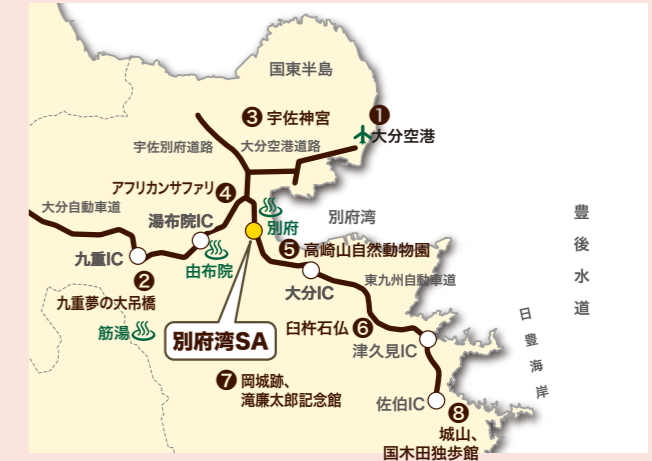 国東半島
❸ 宇佐神宮
❶
大分空港
宇佐別府道路
大分空港道路
アフリカンサファリ ❹
大分自動車道
湯布院IC
別府
別府湾
豊後水道
九重IC
由布院
❺ 高崎山自然動物園
❷
九重夢の大吊橋
大分IC
東九州自動車道
筋湯
別府湾SA
臼杵石仏 ❻
津久見IC
日豊海岸
❼ 岡城跡、
滝廉太郎記念館
佐伯IC
❽
城山、
国木田独歩館